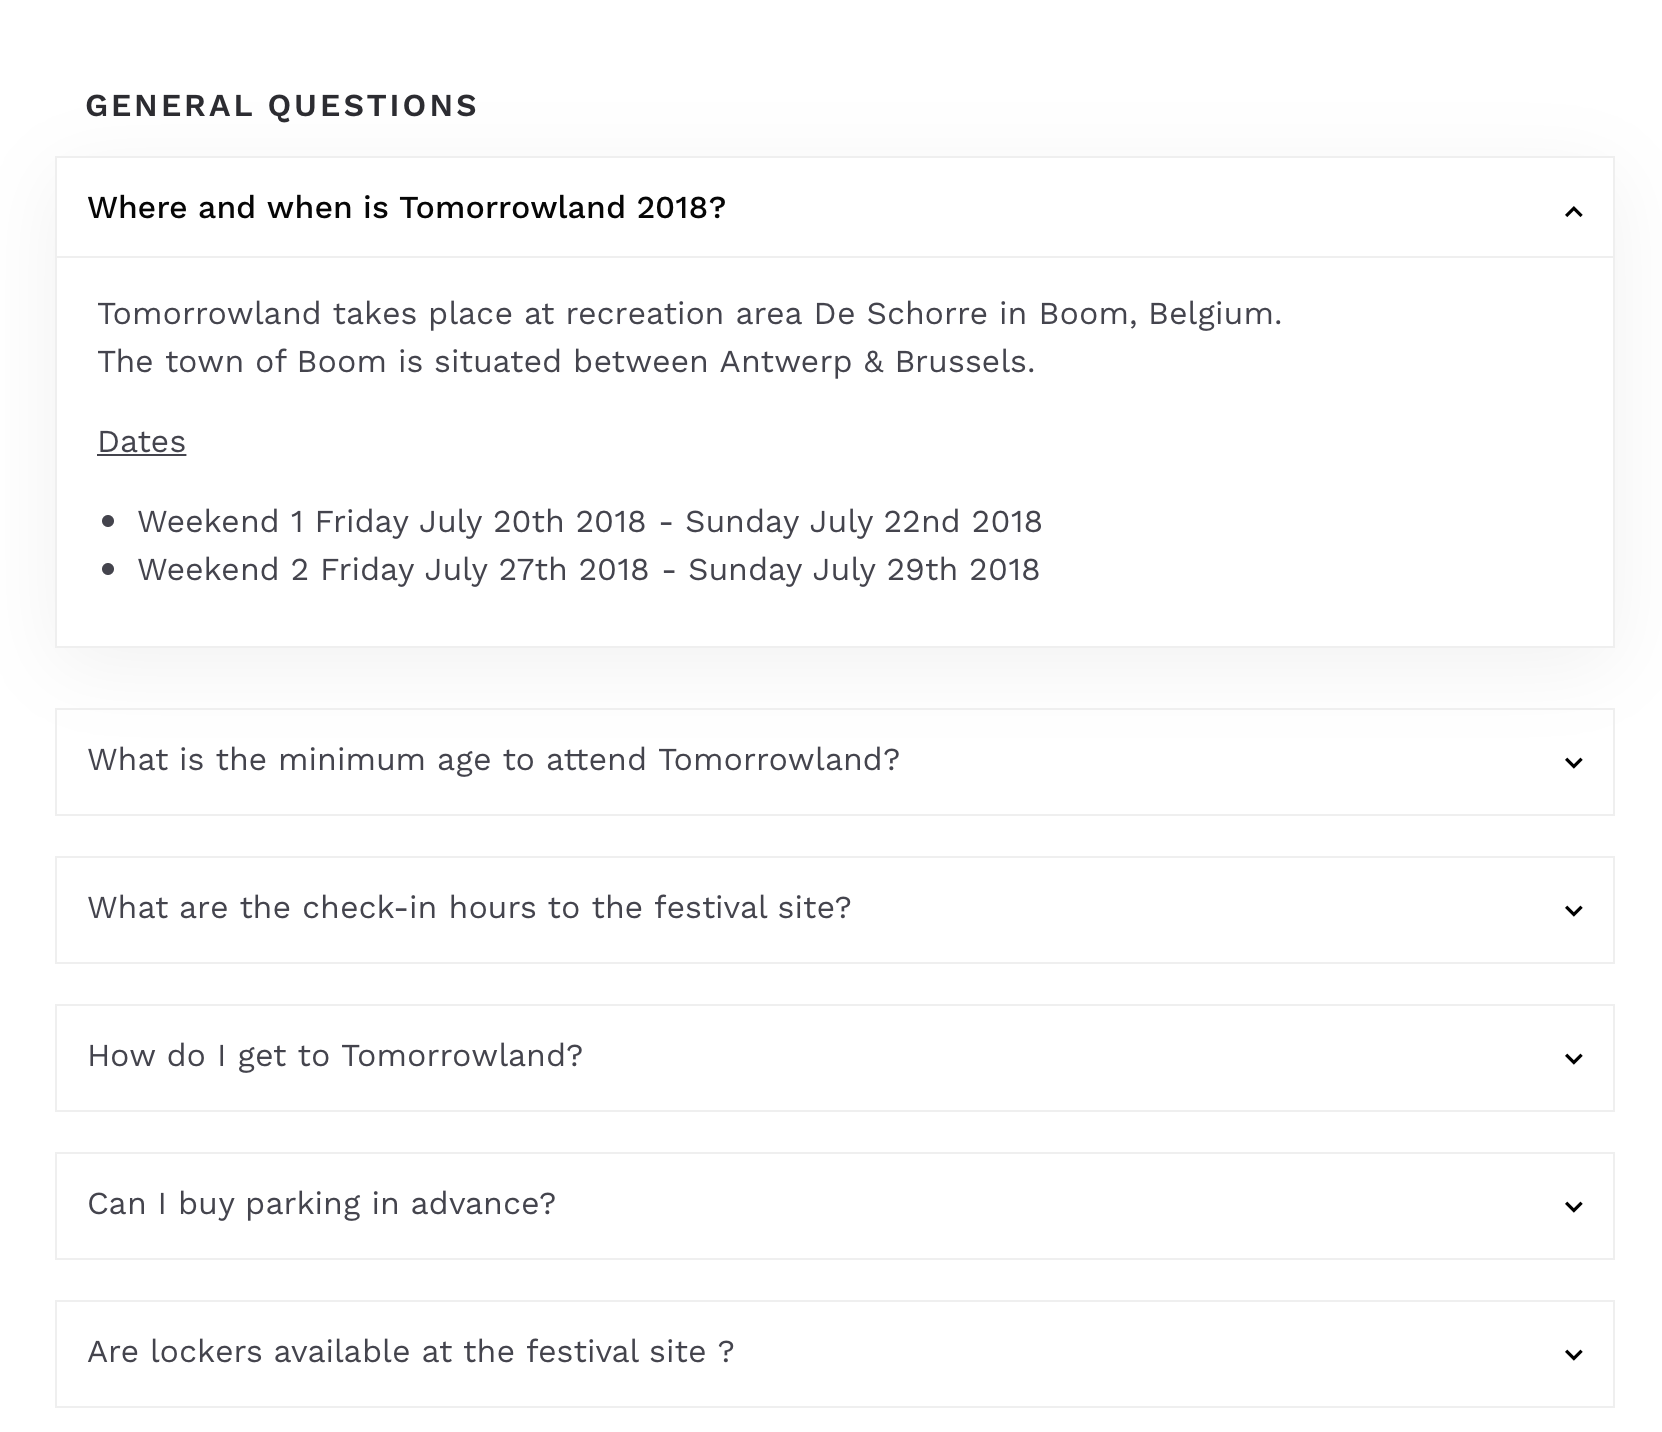 GENERAL QUESTIONS
Where and when is Tomorrowland 2018?
Tomorrowland takes place at recreation area De Schorre in Boom, Belgium.
The town of Boom is situated between Antwerp & Brussels.
Dates
Weekend 1 Friday July 20th 2018 - Sunday July 22nd 2018
Weekend 2 Friday July 27th 2018 - Sunday July 29th 2018
What is the minimum age to attend Tomorrowland?
What are the check-in hours to the festival site?
How do I get to Tomorrowland?
Can I buy parking in advance?
Are lockers available at the festival site ?